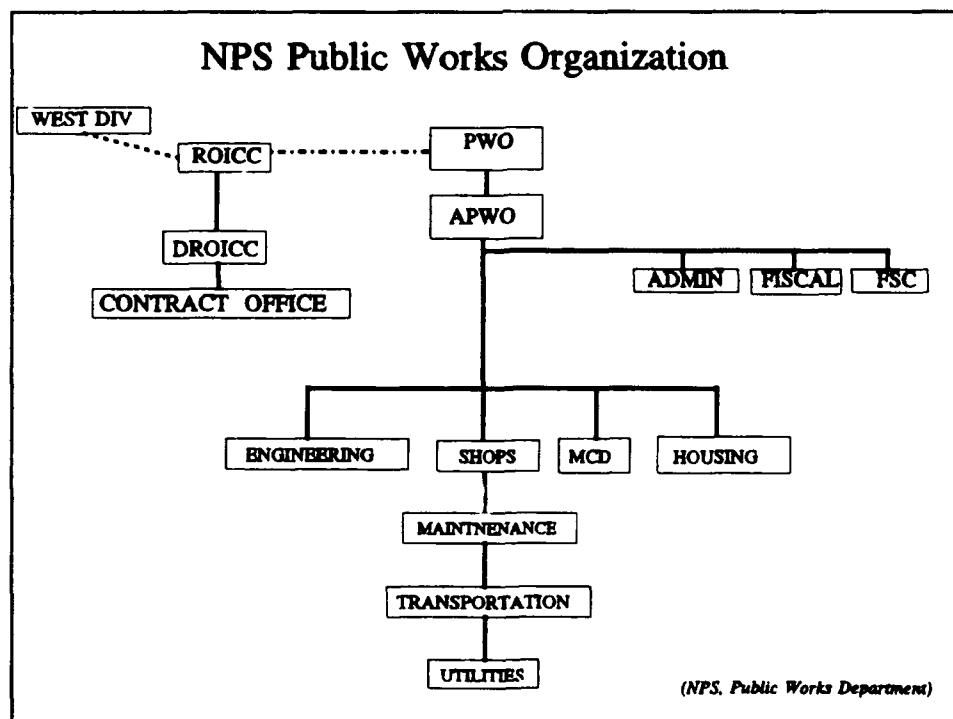 NPS Public Works Organization
WEST DIV
ROICC
PWO
APWO
DROICC
CONTRACT OFFICE
ADMIN
FISCAL
FSC
ENGINEERING
SHOPS
MCD
HOUSING
MAINTNENANCE
TRANSPORTATION
UTILITIES
(NPS, Public Works Department)